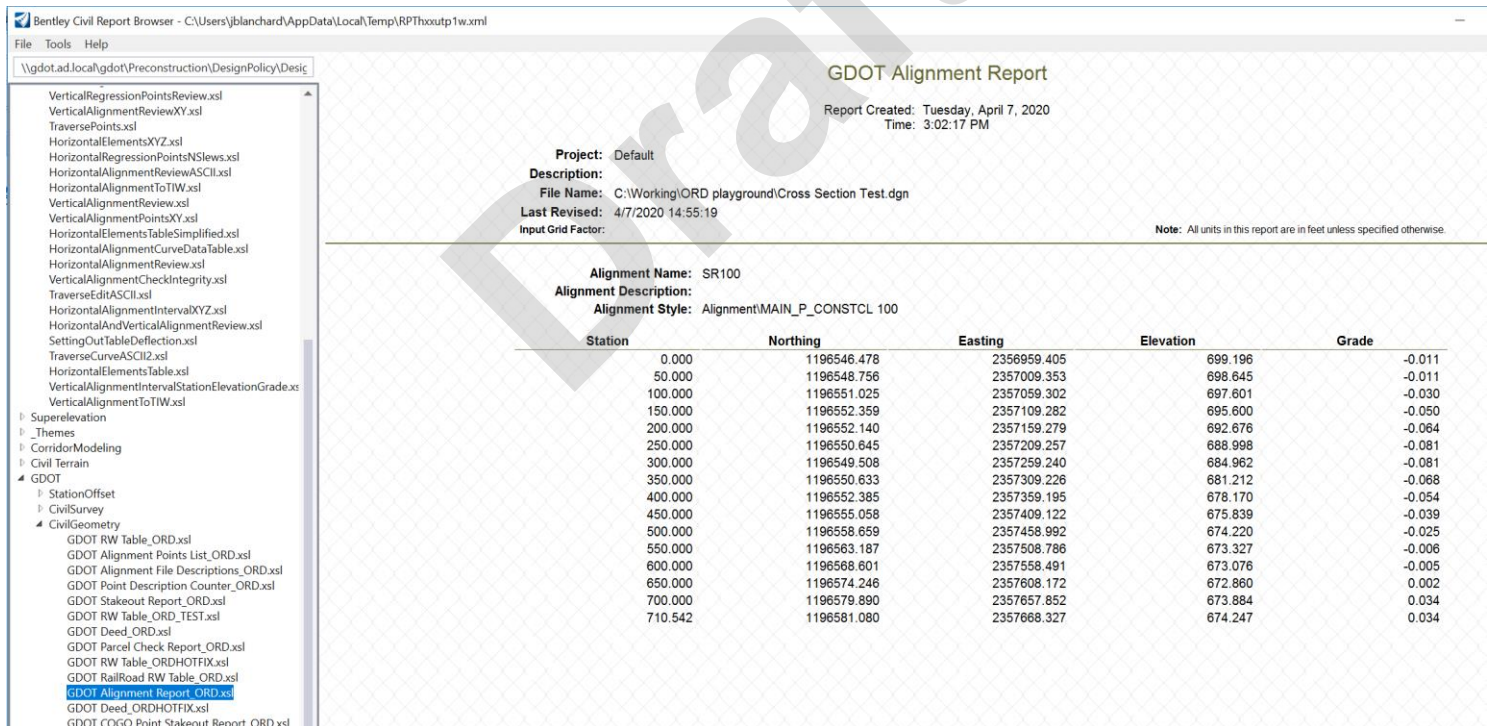 Bentley Civil Report Browser - C:\Users\jblanchard\AppData\Local\Temp\RPThxxutp1w.xml
File Tools Help
\\gdot.ad.local\gdot\Preconstruction\DesignPolicy\Desig
VerticalRegressionPointsReview.xsl
VerticalAlignmentReviewXY.xsl
TraversePoints.xsl
HorizontalElementsXYZ.xsl
HorizontalRegressionPointsNSlews.xsl
HorizontalAlignmentReviewASCII.xsl
HorizontalAlignmentToTIW.xsl
VerticalAlignmentReview.xsl
VerticalAlignmentPointsXY.xsl
HorizontalElementsTableSimplified.xsl
HorizontalAlignmentCurveDataTable.xsl
HorizontalAlignmentReview.xsl
VerticalAlignmentCheckIntegrity.xsl
TraverseEditASCII.xsl
HorizontalAlignmentIntervalXYZ.xsl
HorizontalAndVerticalAlignmentReview.xsl
SettingOutTableDeflection.xsl
TraverseCurveASCII2.xsl
HorizontalElementsTable.xsl
VerticalAlignmentIntervalStationElevationGrade.xs
VerticalAlignmentToTIW.xsl
Superelevation
_Themes
CorridorModeling
Civil Terrain
GDOT
StationOffset
CivilSurvey
CivilGeometry
GDOT RW Table_ORD.xsl
GDOT Alignment Points List_ORD.xsl
GDOT Alignment File Descriptions_ORD.xsl
GDOT Point Description Counter_ORD.xsl
GDOT Stakeout Report_ORD.xsl
GDOT RW Table_ORD_TEST.xsl
GDOT Deed_ORD.xsl
GDOT Parcel Check Report_ORD.xsl
GDOT RW Table_ORDHOTFIX.xsl
GDOT RailRoad RW Table_ORD.xsl
GDOT Alignment Report_ORD.xsl
GDOT Deed_ORDHOTFIX.xsl
GDOT COGO Point Stakeout Report_ORD.xsl
Draft
GDOT Alignment Report
Report Created: Tuesday, April 7, 2020
Time: 3:02:17 PM
Project: Default
Description:
File Name: C:\Working\ORD playground\Cross Section Test.dgn
Last Revised: 4/7/2020 14:55:19
Input Grid Factor: Note: All units in this report are in feet unless specified otherwise.
Alignment Name: SR100
Alignment Description:
Alignment Style: Alignment\MAIN_P_CONSTCL 100
Station Northing Easting Elevation Grade
0.000 1196546.478 2356959.405 699.196 -0.011
50.000 1196548.756 2357009.353 698.645 -0.011
100.000 1196551.025 2357059.302 697.601 -0.030
150.000 1196552.359 2357109.282 695.600 -0.050
200.000 1196552.140 2357159.279 692.676 -0.064
250.000 1196550.645 2357209.257 688.998 -0.081
300.000 1196549.508 2357259.240 684.962 -0.081
350.000 1196550.633 2357309.226 681.212 -0.068
400.000 1196552.385 2357359.195 678.170 -0.054
450.000 1196555.058 2357409.122 675.839 -0.039
500.000 1196558.659 2357458.992 674.220 -0.025
550.000 1196563.187 2357508.786 673.327 -0.006
600.000 1196568.601 2357558.491 673.076 -0.005
650.000 1196574.246 2357608.172 672.860 0.002
700.000 1196579.890 2357657.852 673.884 0.034
710.542 1196581.080 2357668.327 674.247 0.034